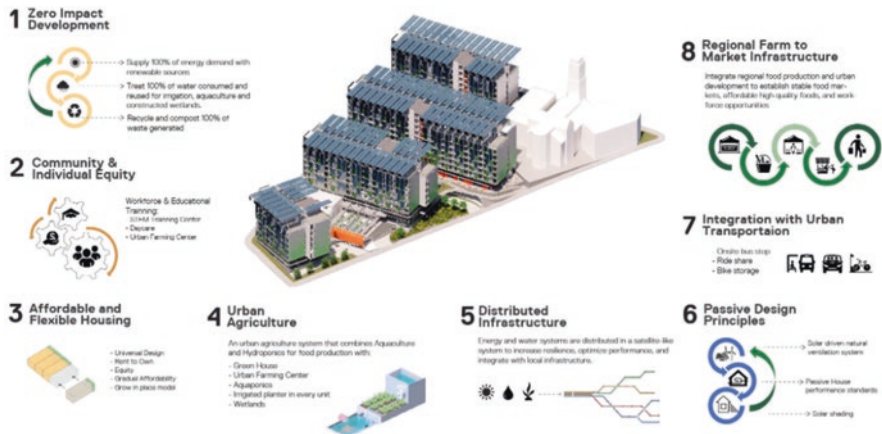 1 Zero Impact
Development
Supply 100% of energy demand with
renewable sources
Treat 100% of water consumed and
reused for irrigation, aquaculture and
constructed wetlands.
Recycle and compost 100% of
waste generated
2 Community &
Individual Equity
Workforce & Educational
Trainning:
- STEM Trainning Center
- Daycare
- Urban Farming Center
3 Affordable and
Flexible Housing
- Universal Design
- Rent to Own
- Equity
- Gradual Affordability
- Grow in place model
4 Urban
Agriculture
An urban agriculture system that combines Aquaculture
and Hydroponics for food production with:
- Green House
- Urban Farming Center
- Aquaponics
- Irrigated planter in every unit
- Wetlands
5 Distributed
Infrastructure
Energy and water systems are distributed in a satellite-like
system to increase resilience, optimize performance, and
integrate with local infrastructure.
6 Passive Design
Principles
Solar driven natural
ventilation system
Passive House
performance standards
Solar shading
7 Integration with Urban
Transportaion
- Onsite bus stop
- Ride share
- Bike storage
8 Regional Farm to
Market Infrastructure
Integrate regional food production and urban
development to establish stable food mar-
kets, affordable high quality foods, and work-
force opportunities